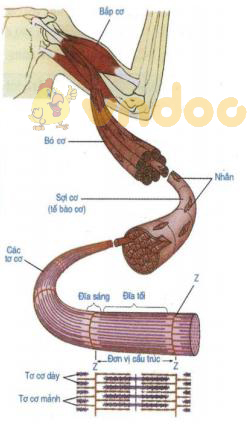 Bắp cơ
vndoc
Bó cơ
Nhân
Sợi cơ
(tế bào cơ)
Các
tơ cơ
Đĩa sáng
Đĩa tối
Z
Z
Đơn vị cấu trúc
Z
Tơ cơ dày
Tơ cơ mảnh